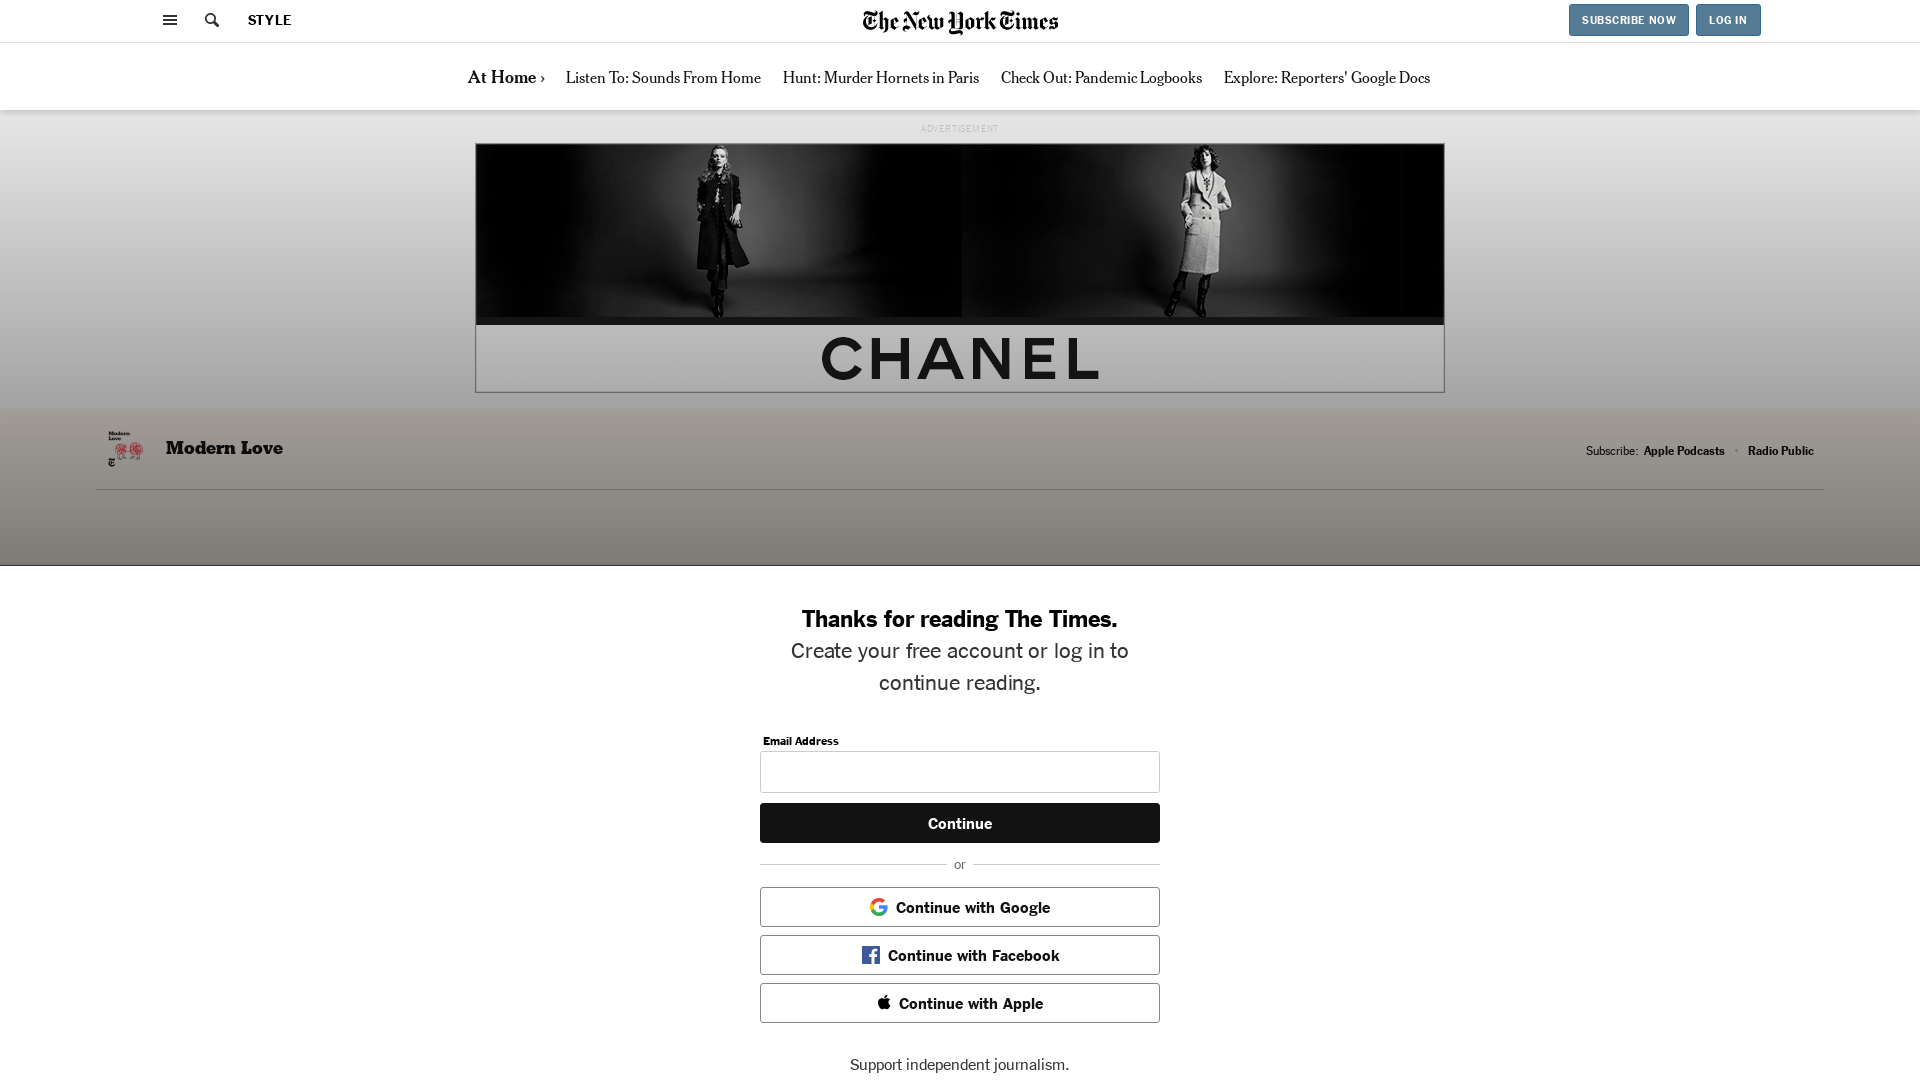 STYLE
The New York Times
SUBSCRIBE NOW
LOG IN
At Home ›
Listen To: Sounds From Home
Hunt: Murder Hornets in Paris
Check Out: Pandemic Logbooks
Explore: Reporters' Google Docs
ADVERTISEMENT
CHANEL
Modern
Love
Modern Love
Subscribe: Apple Podcasts • Radio Public
Thanks for reading The Times.
Create your free account or log in to
continue reading.
Email Address
Continue
or
Continue with Google
Continue with Facebook
Continue with Apple
Support independent journalism.